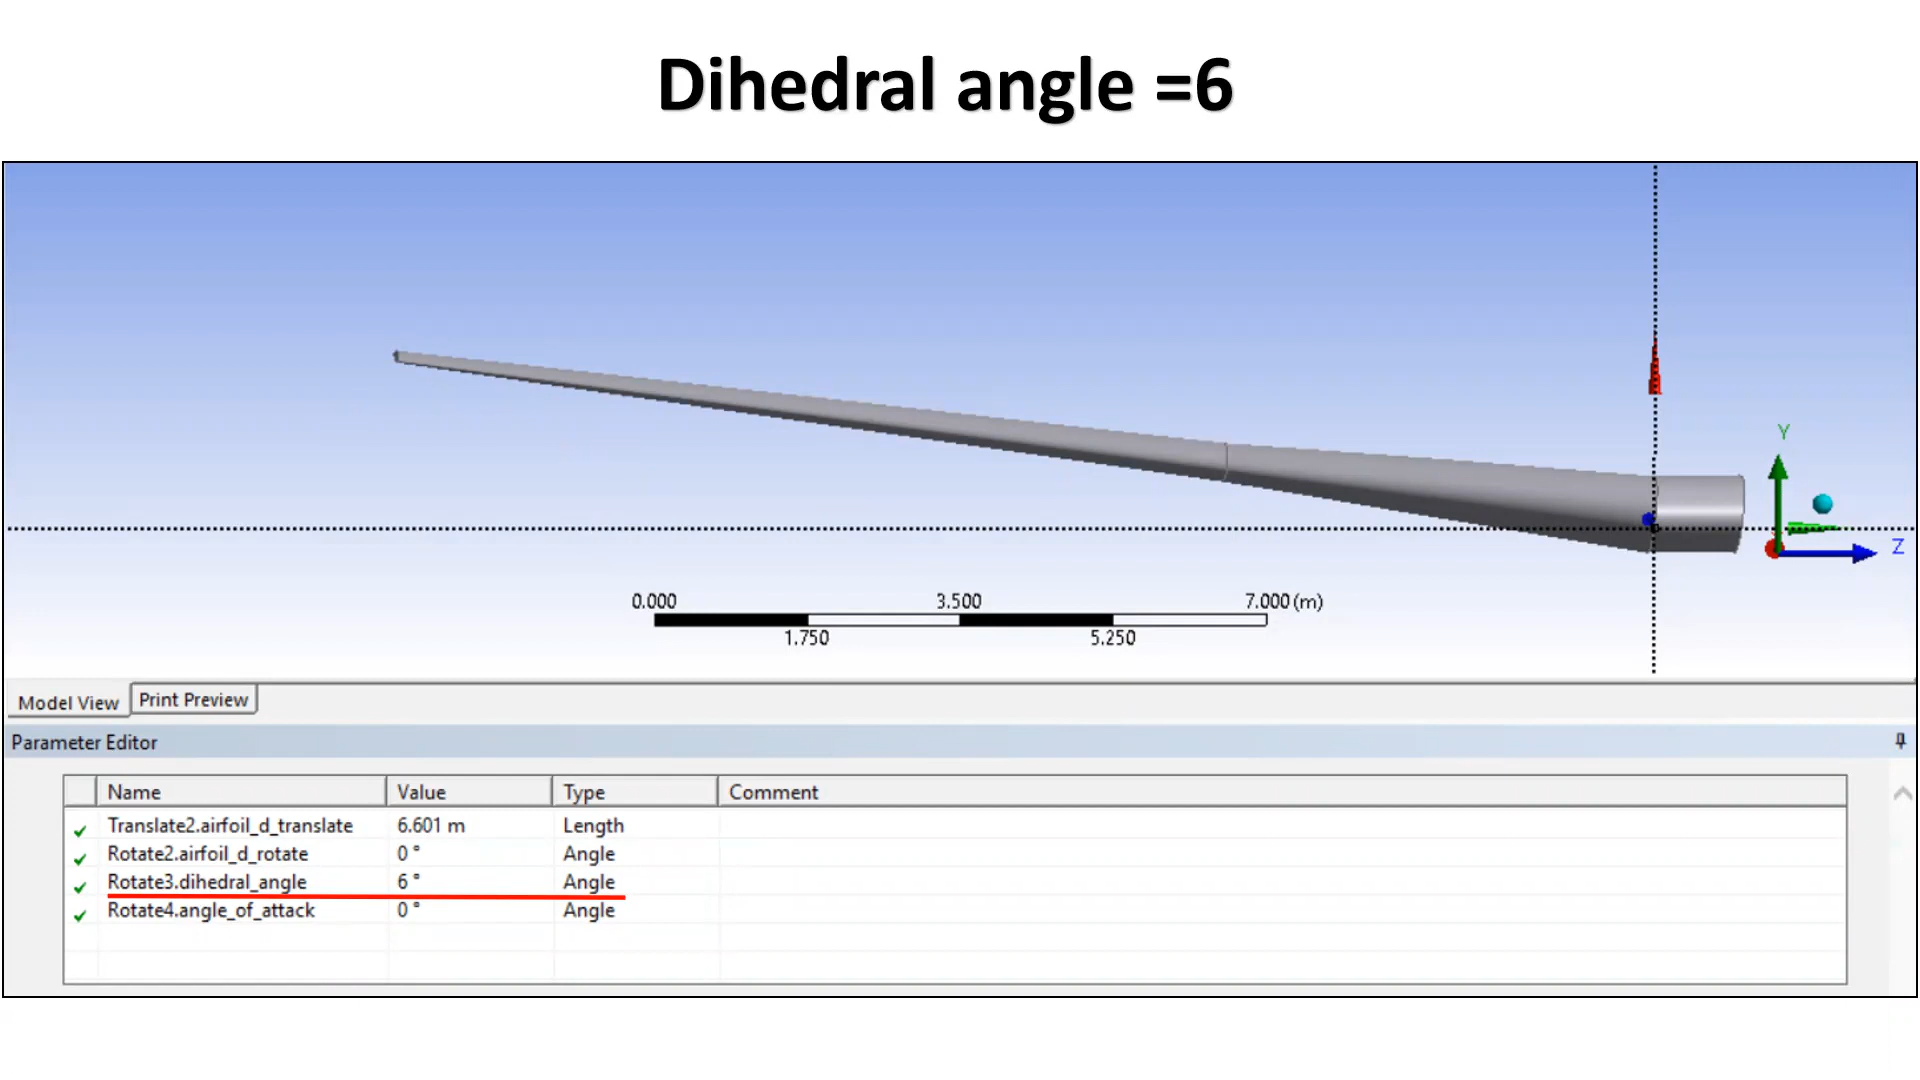 Dihedral angle =6
Y
Z
0.000 3.500 7.000 (m)
1.750 5.250
Model View Print Preview
Parameter Editor
Name Value Type Comment
Translate2.airfoil_d_translate 6.601 m Length
Rotate2.airfoil_d_rotate 0 ° Angle
Rotate3.dihedral_angle 6 ° Angle
Rotate4.angle_of_attack 0 ° Angle